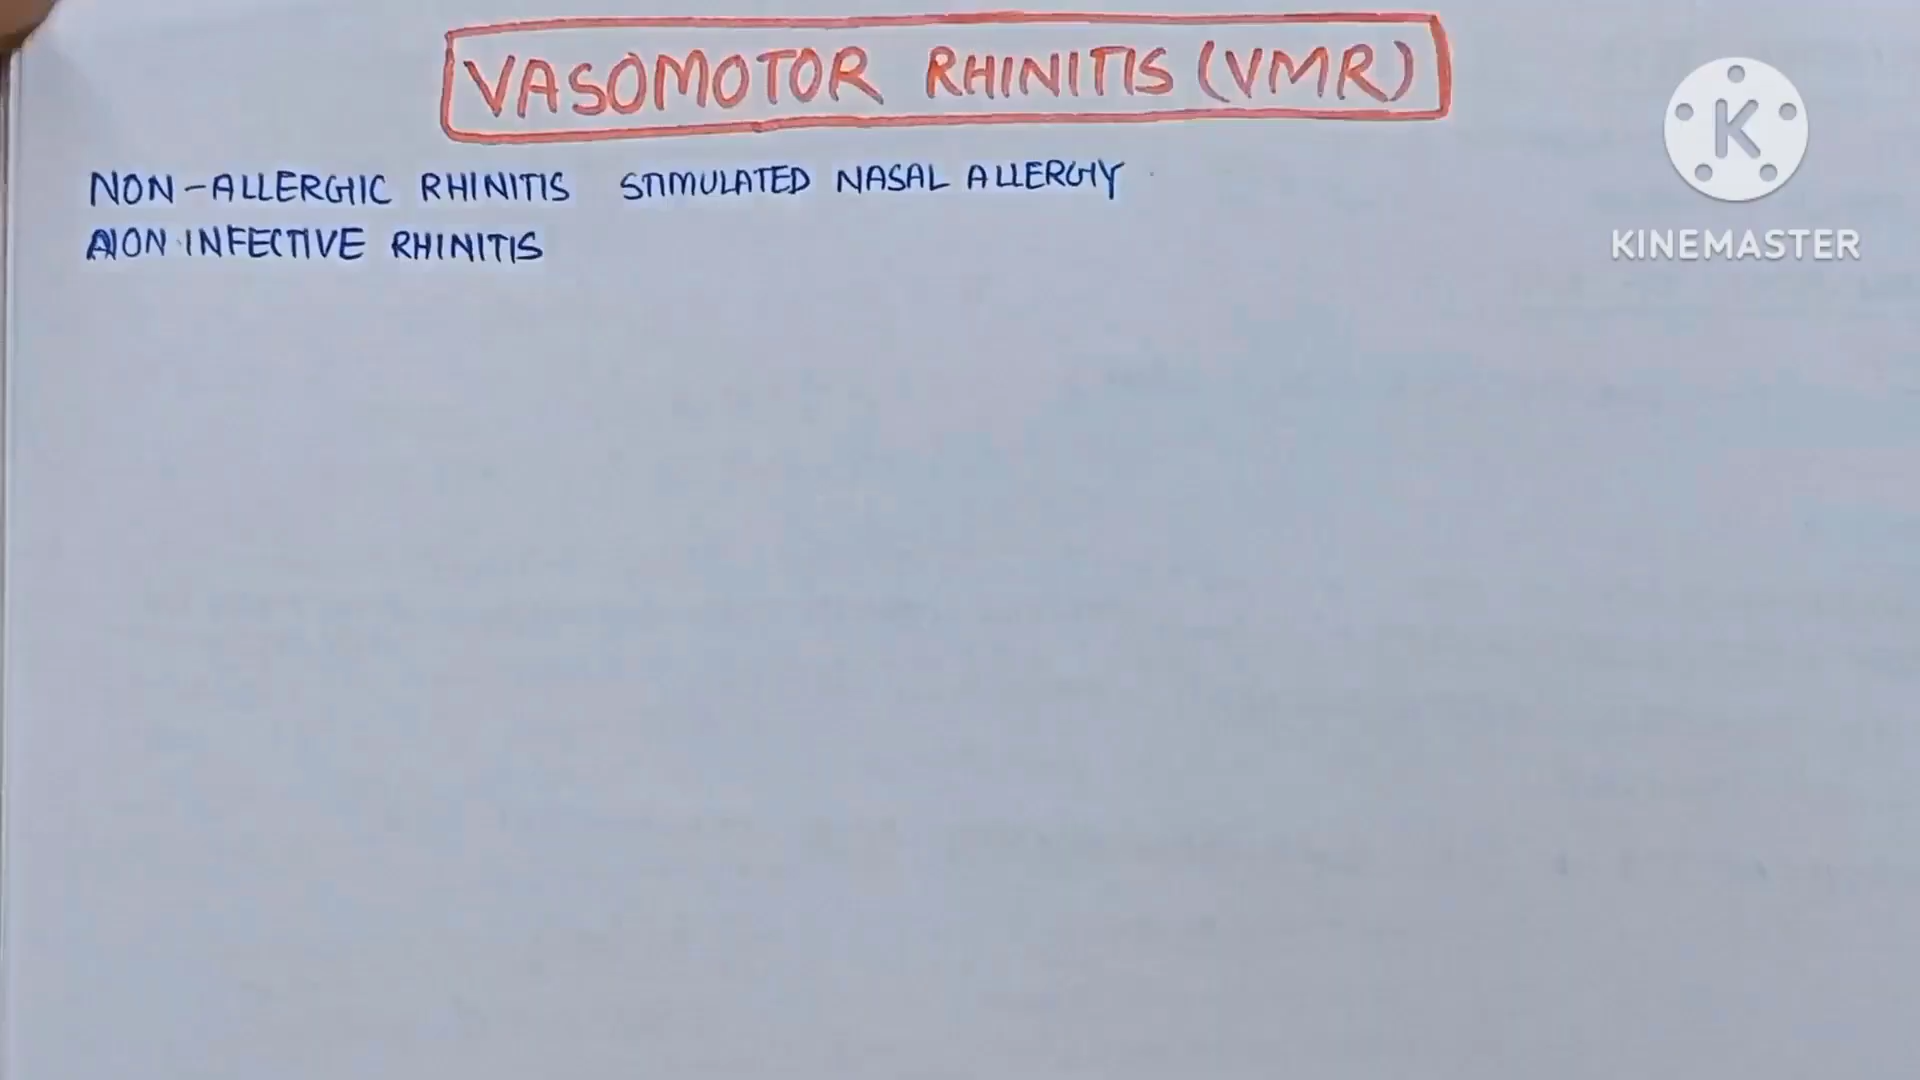 VASOMOTOR RHINITIS (VMR)
NON-ALLERGIC RHINITIS STIMULATED NASAL ALLERGY
NON INFECTIVE RHINITIS
K
KINEMASTER